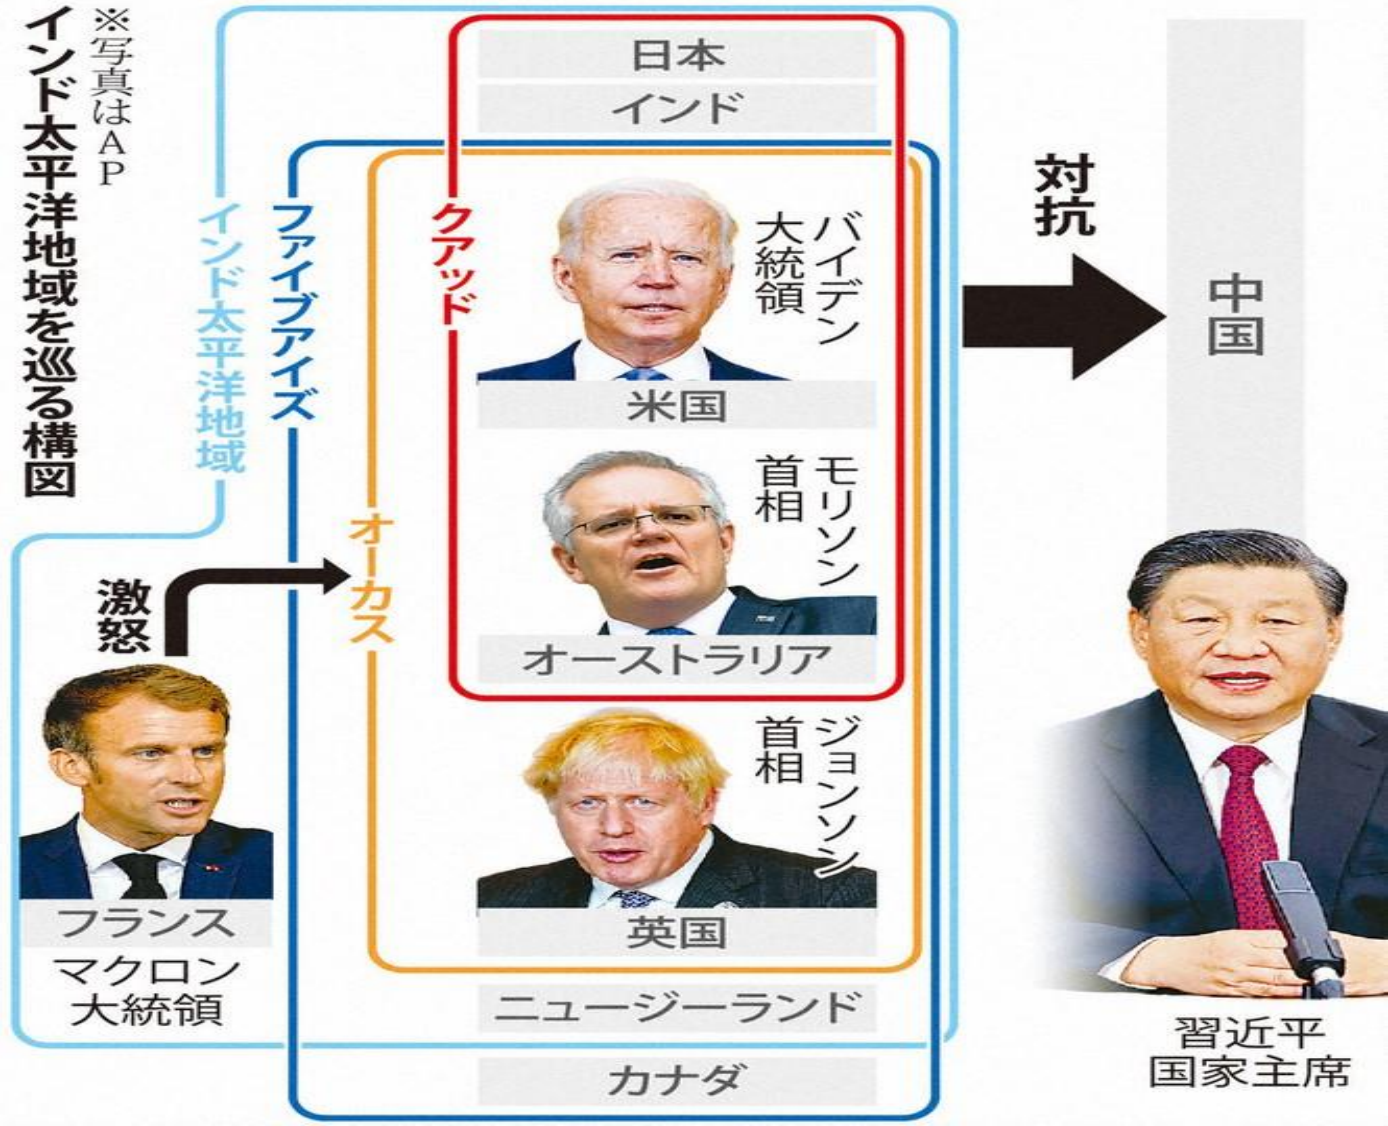 インド太平洋地域を巡る構図
※写真はAP
日本
インド
インド太平洋地域
ファイブアイズ
クアッド
オーカス
バイデン
大統領
米国
モリソン
首相
オーストラリア
ジョンソン
首相
英国
ニュージーランド
カナダ
激怒
フランス
マクロン
大統領
対抗
中国
習近平
国家主席